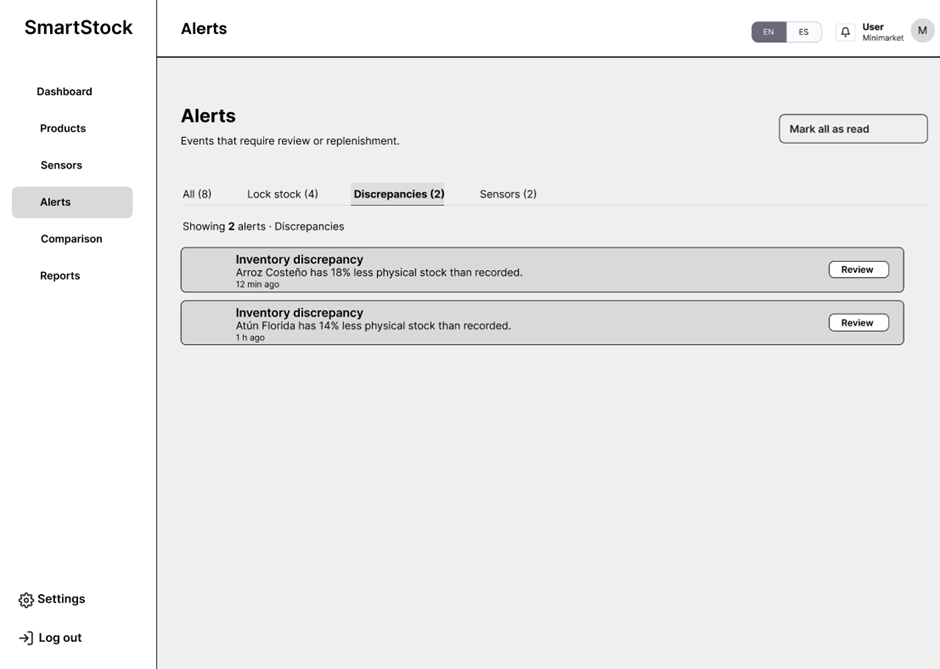 SmartStock
Alerts
EN
ES
User
Minimarket
M
Dashboard
Products
Sensors
Alerts
Comparison
Reports
Settings
Log out
Alerts
Events that require review or replenishment.
Mark all as read
All (8)
Lock stock (4)
Discrepancies (2)
Sensors (2)
Showing 2 alerts · Discrepancies
Inventory discrepancy
Arroz Costeño has 18% less physical stock than recorded.
12 min ago
Review
Inventory discrepancy
Atún Florida has 14% less physical stock than recorded.
1 h ago
Review